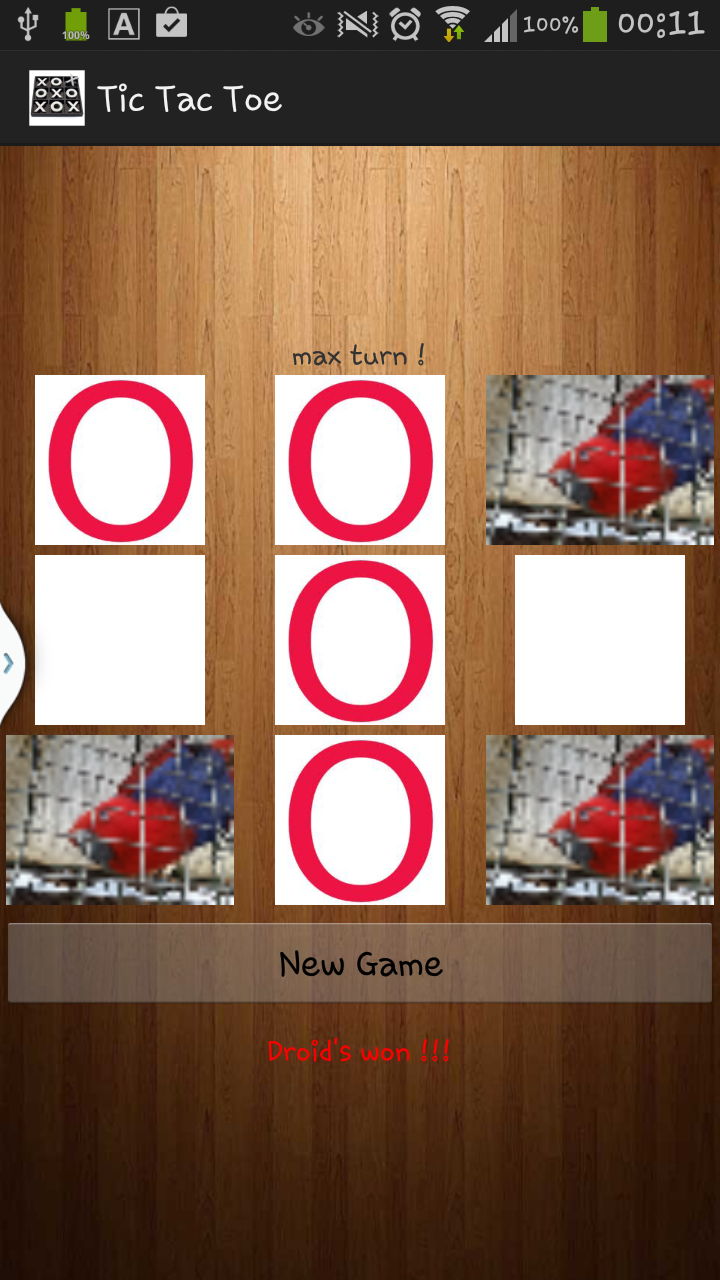 100%
A
100%
00:11
Tic Tac Toe
max turn !
O
O
O
O
New Game
Droid's won !!!